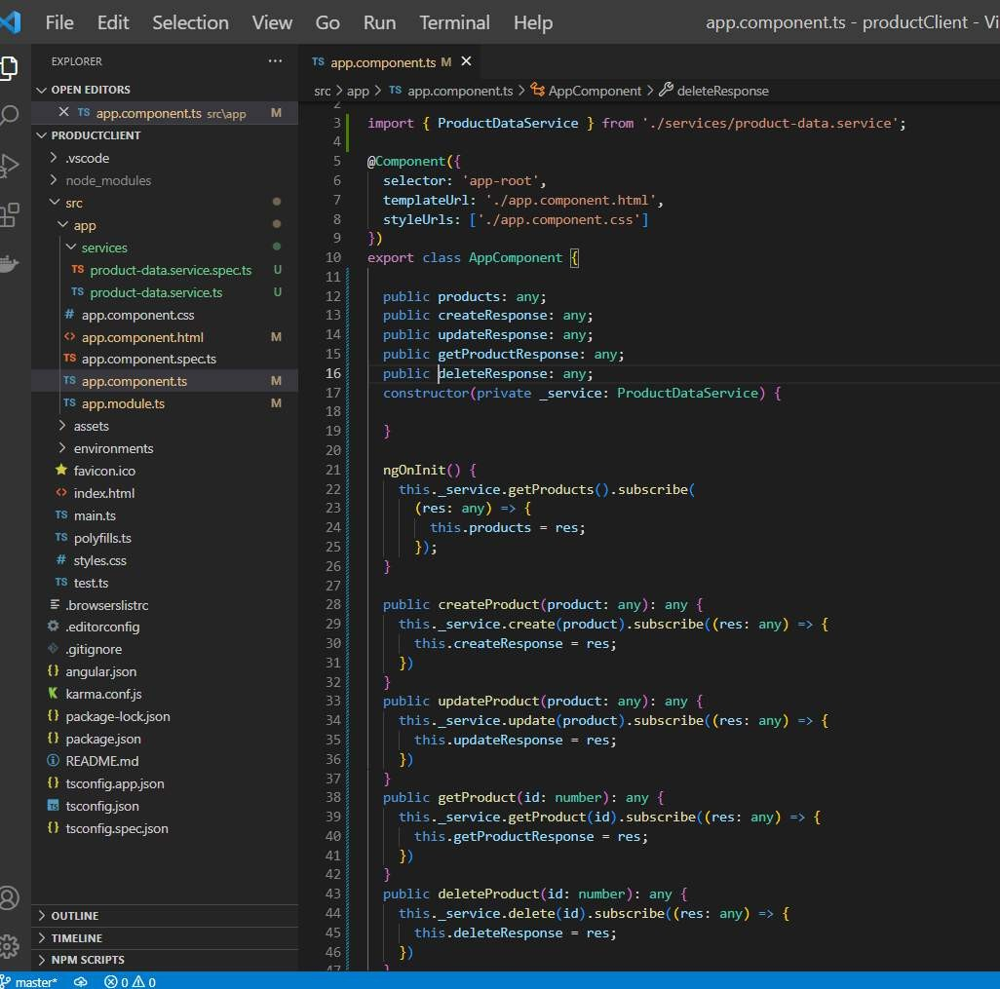 File Edit Selection View Go Run Terminal Help app.component.ts - productClient - Vi
EXPLORER ...
OPEN EDITORS
TS app.component.ts src\app M
PRODUCTCLIENT
.vscode
node_modules
src
app
services
TS product-data.service.spec.ts U
TS product-data.service.ts U
# app.component.css
<> app.component.html M
TS app.component.spec.ts
TS app.component.ts M
TS app.module.ts M
assets
environments
favicon.ico
<> index.html
TS main.ts
TS polyfills.ts
# styles.css
TS test.ts
.browserslistrc
.editorconfig
.gitignore
{} angular.json
karma.conf.js
{} package-lock.json
{} package.json
README.md
{} tsconfig.app.json
TS tsconfig.json
{} tsconfig.spec.json
OUTLINE
TIMELINE
NPM SCRIPTS
TS app.component.ts M
src > app > TS app.component.ts > AppComponent > deleteResponse
2
3 import { ProductDataService } from './services/product-data.service';
4
5 @Component({
6 selector: 'app-root',
7 templateUrl: './app.component.html',
8 styleUrls: ['./app.component.css']
9 })
10 export class AppComponent {
11
12 public products: any;
13 public createResponse: any;
14 public updateResponse: any;
15 public getProductResponse: any;
16 public deleteResponse: any;
17 constructor(private _service: ProductDataService) {
18
19 }
20
21 ngOnInit() {
22 this._service.getProducts().subscribe(
23 (res: any) => {
24 this.products = res;
25 });
26 }
27
28 public createProduct(product: any): any {
29 this._service.create(product).subscribe((res: any) => {
30 this.createResponse = res;
31 })
32 }
33 public updateProduct(product: any): any {
34 this._service.update(product).subscribe((res: any) => {
35 this.updateResponse = res;
36 })
37 }
38 public getProduct(id: number): any {
39 this._service.getProduct(id).subscribe((res: any) => {
40 this.getProductResponse = res;
41 })
42 }
43 public deleteProduct(id: number): any {
44 this._service.delete(id).subscribe((res: any) => {
45 this.deleteResponse = res;
46 })
47 }
master* 0 0